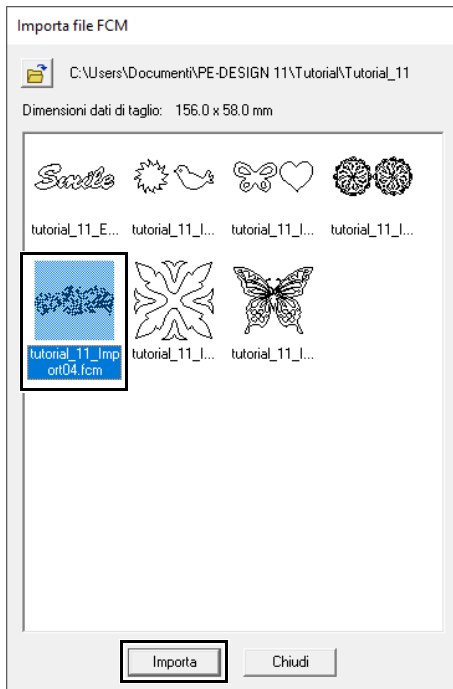 Importa file FCM
C:\Users\Documenti\PE-DESIGN 11\Tutorial\Tutorial_11
Dimensioni dati di taglio: 156.0 x 58.0 mm
Smile
tutorial_11_E... tutorial_11_I... tutorial_11_I... tutorial_11_I...
tutorial_11_Imp
ort04.fcm
tutorial_11_I... tutorial_11_I...
Importa Chiudi